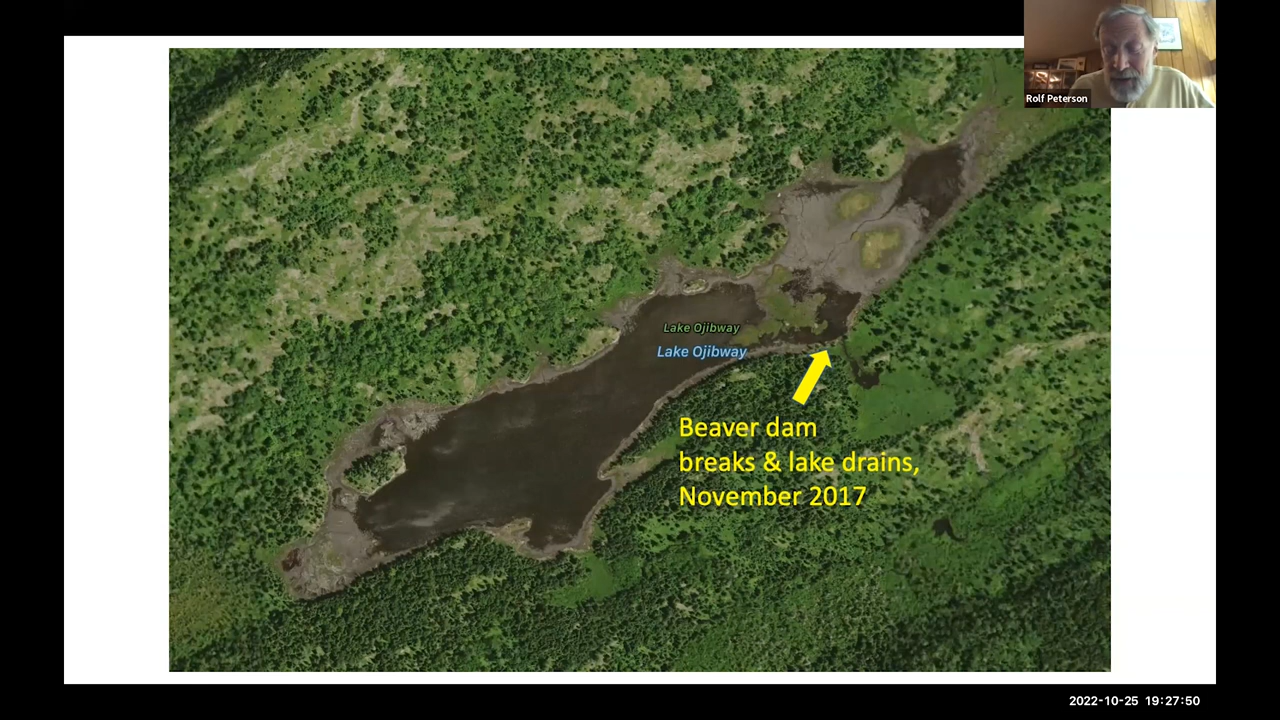 Rolf Peterson
Lake Ojibway
Lake Ojibway
Beaver dam
breaks & lake drains,
November 2017
2022-10-25 19:27:50